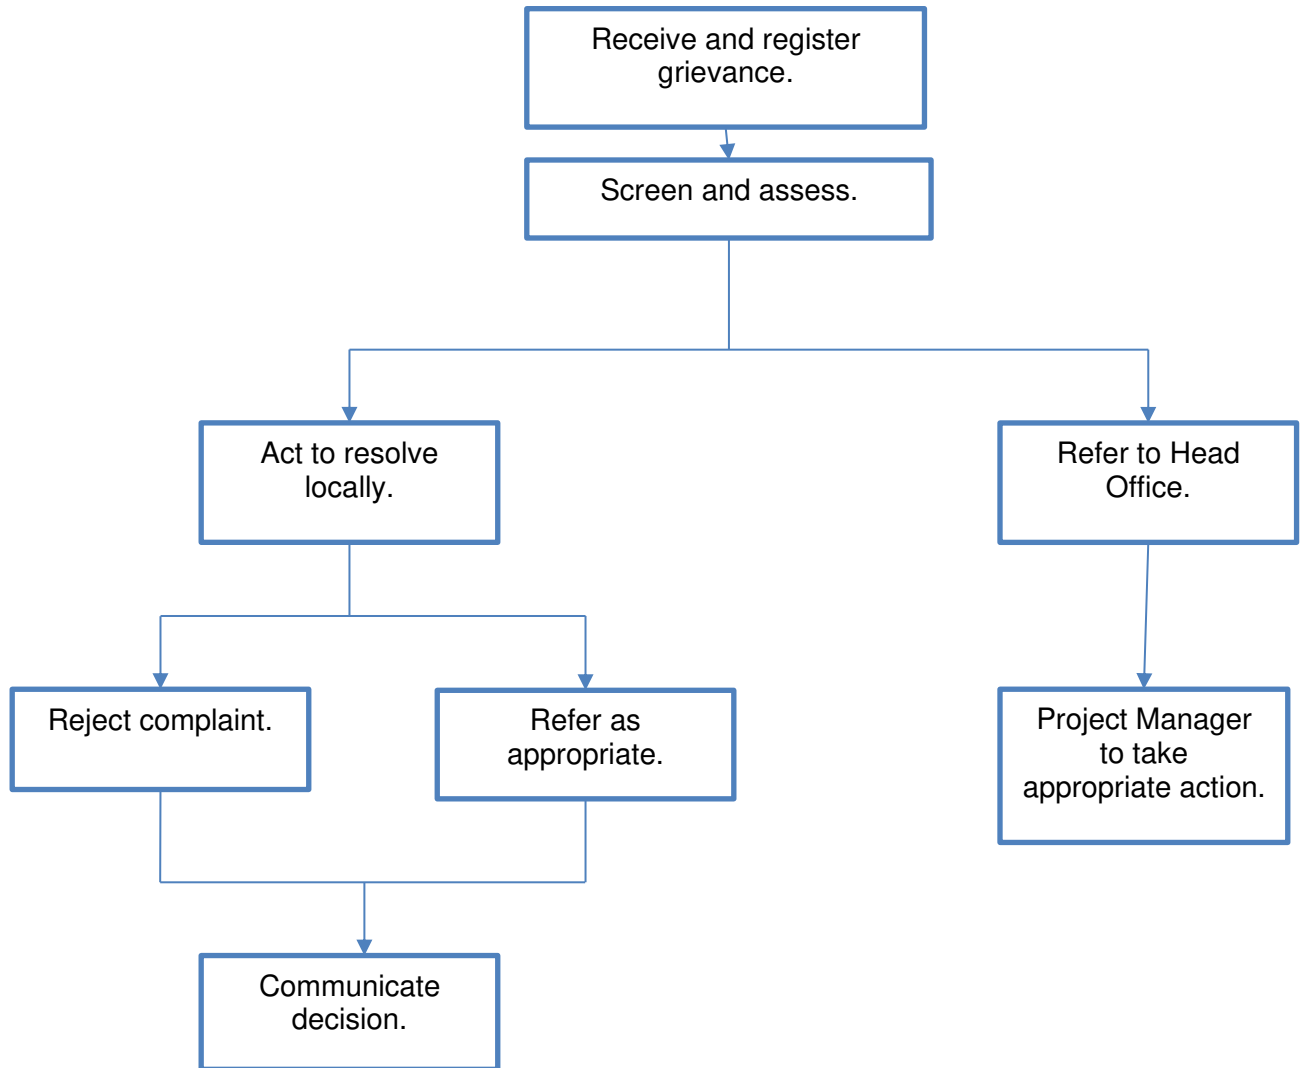 Receive and register
grievance.
Screen and assess.
Act to resolve
locally.
Refer to Head
Office.
Reject complaint.
Refer as
appropriate.
Project Manager
to take
appropriate action.
Communicate
decision.